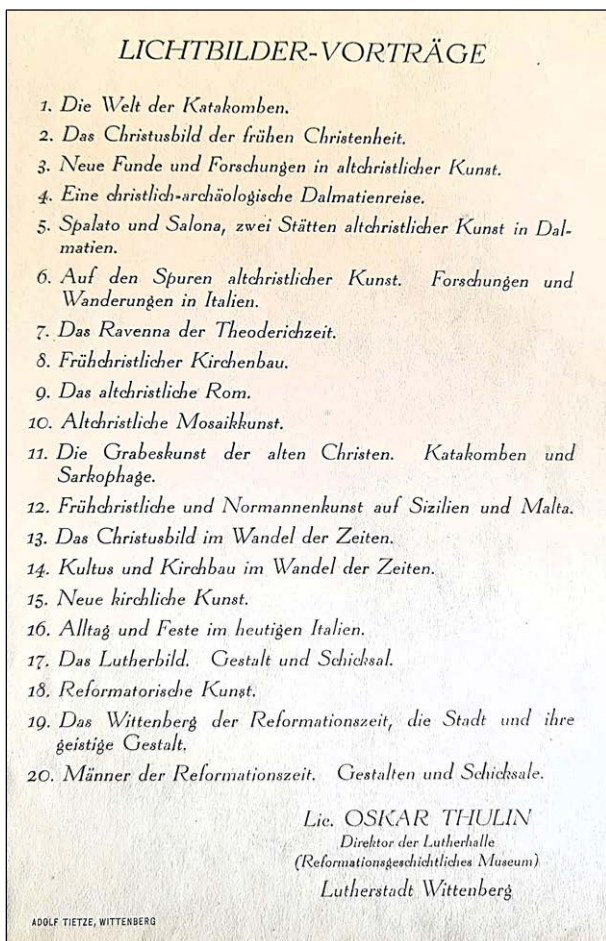 LICHTBILDER-VORTRÄGE
1. Die Welt der Katakomben.
2. Das Christusbild der frühen Christenheit.
3. Neue Funde und Forschungen in altchristlicher Kunst.
4. Eine christlich-archäologische Dalmatienreise.
5. Spalato und Salona, zwei Stätten altchristlicher Kunst in Dal-
matien.
6. Auf den Spuren altchristlicher Kunst. Forschungen und
Wanderungen in Italien.
7. Das Ravenna der Theoderichzeit.
8. Frühchristlicher Kirchenbau.
9. Das altchristliche Rom.
10. Altchristliche Mosaikkunst.
11. Die Grabeskunst der alten Christen. Katakomben und
Sarkophage.
12. Frühchristliche und Normannenkunst auf Sizilien und Malta.
13. Das Christusbild im Wandel der Zeiten.
14. Kultus und Kirchbau im Wandel der Zeiten.
15. Neue kirchliche Kunst.
16. Alltag und Feste im heutigen Italien.
17. Das Lutherbild. Gestalt und Schicksal.
18. Reformatorische Kunst.
19. Das Wittenberg der Reformationszeit, die Stadt und ihre
geistige Gestalt.
20. Männer der Reformationszeit. Gestalten und Schicksale.
Lic. OSKAR THULIN
Direktor der Lutherhalle
(Reformationsgeschichtliches Museum)
Lutherstadt Wittenberg
ADOLF TIETZE, WITTENBERG